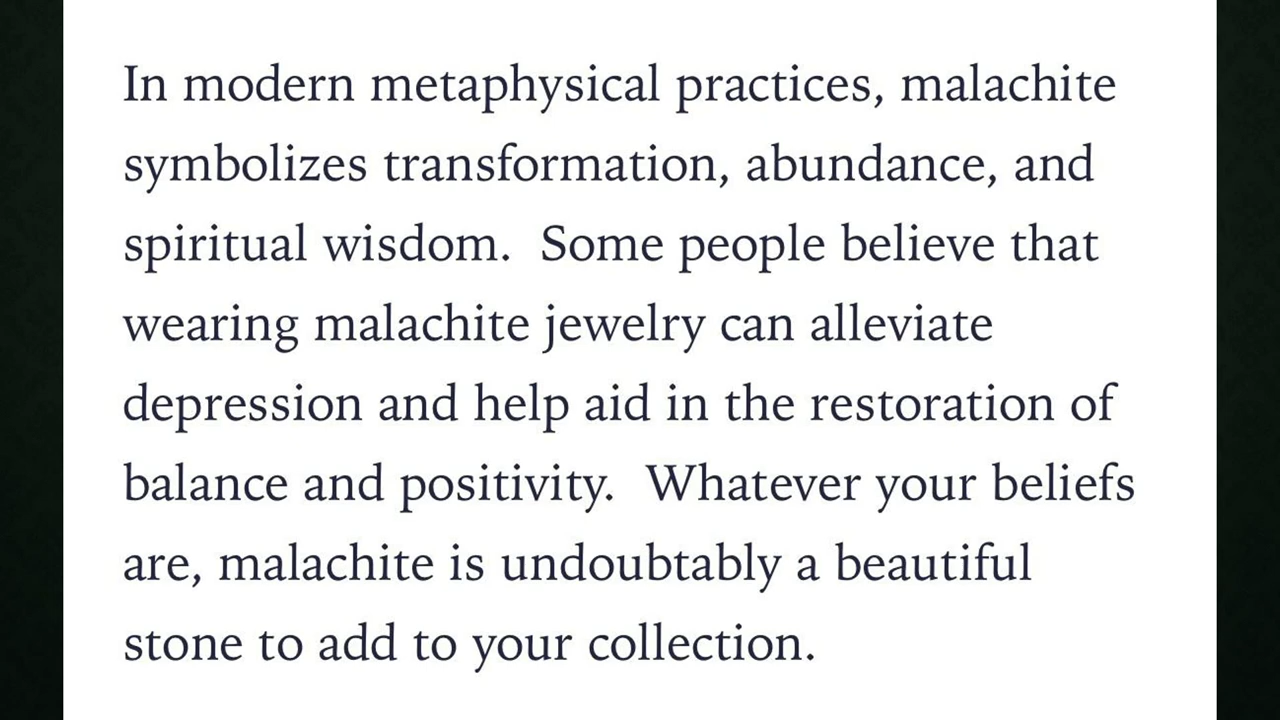 In modern metaphysical practices, malachite
symbolizes transformation, abundance, and
spiritual wisdom.  Some people believe that
wearing malachite jewelry can alleviate
depression and help aid in the restoration of
balance and positivity.  Whatever your beliefs
are, malachite is undoubtably a beautiful
stone to add to your collection.